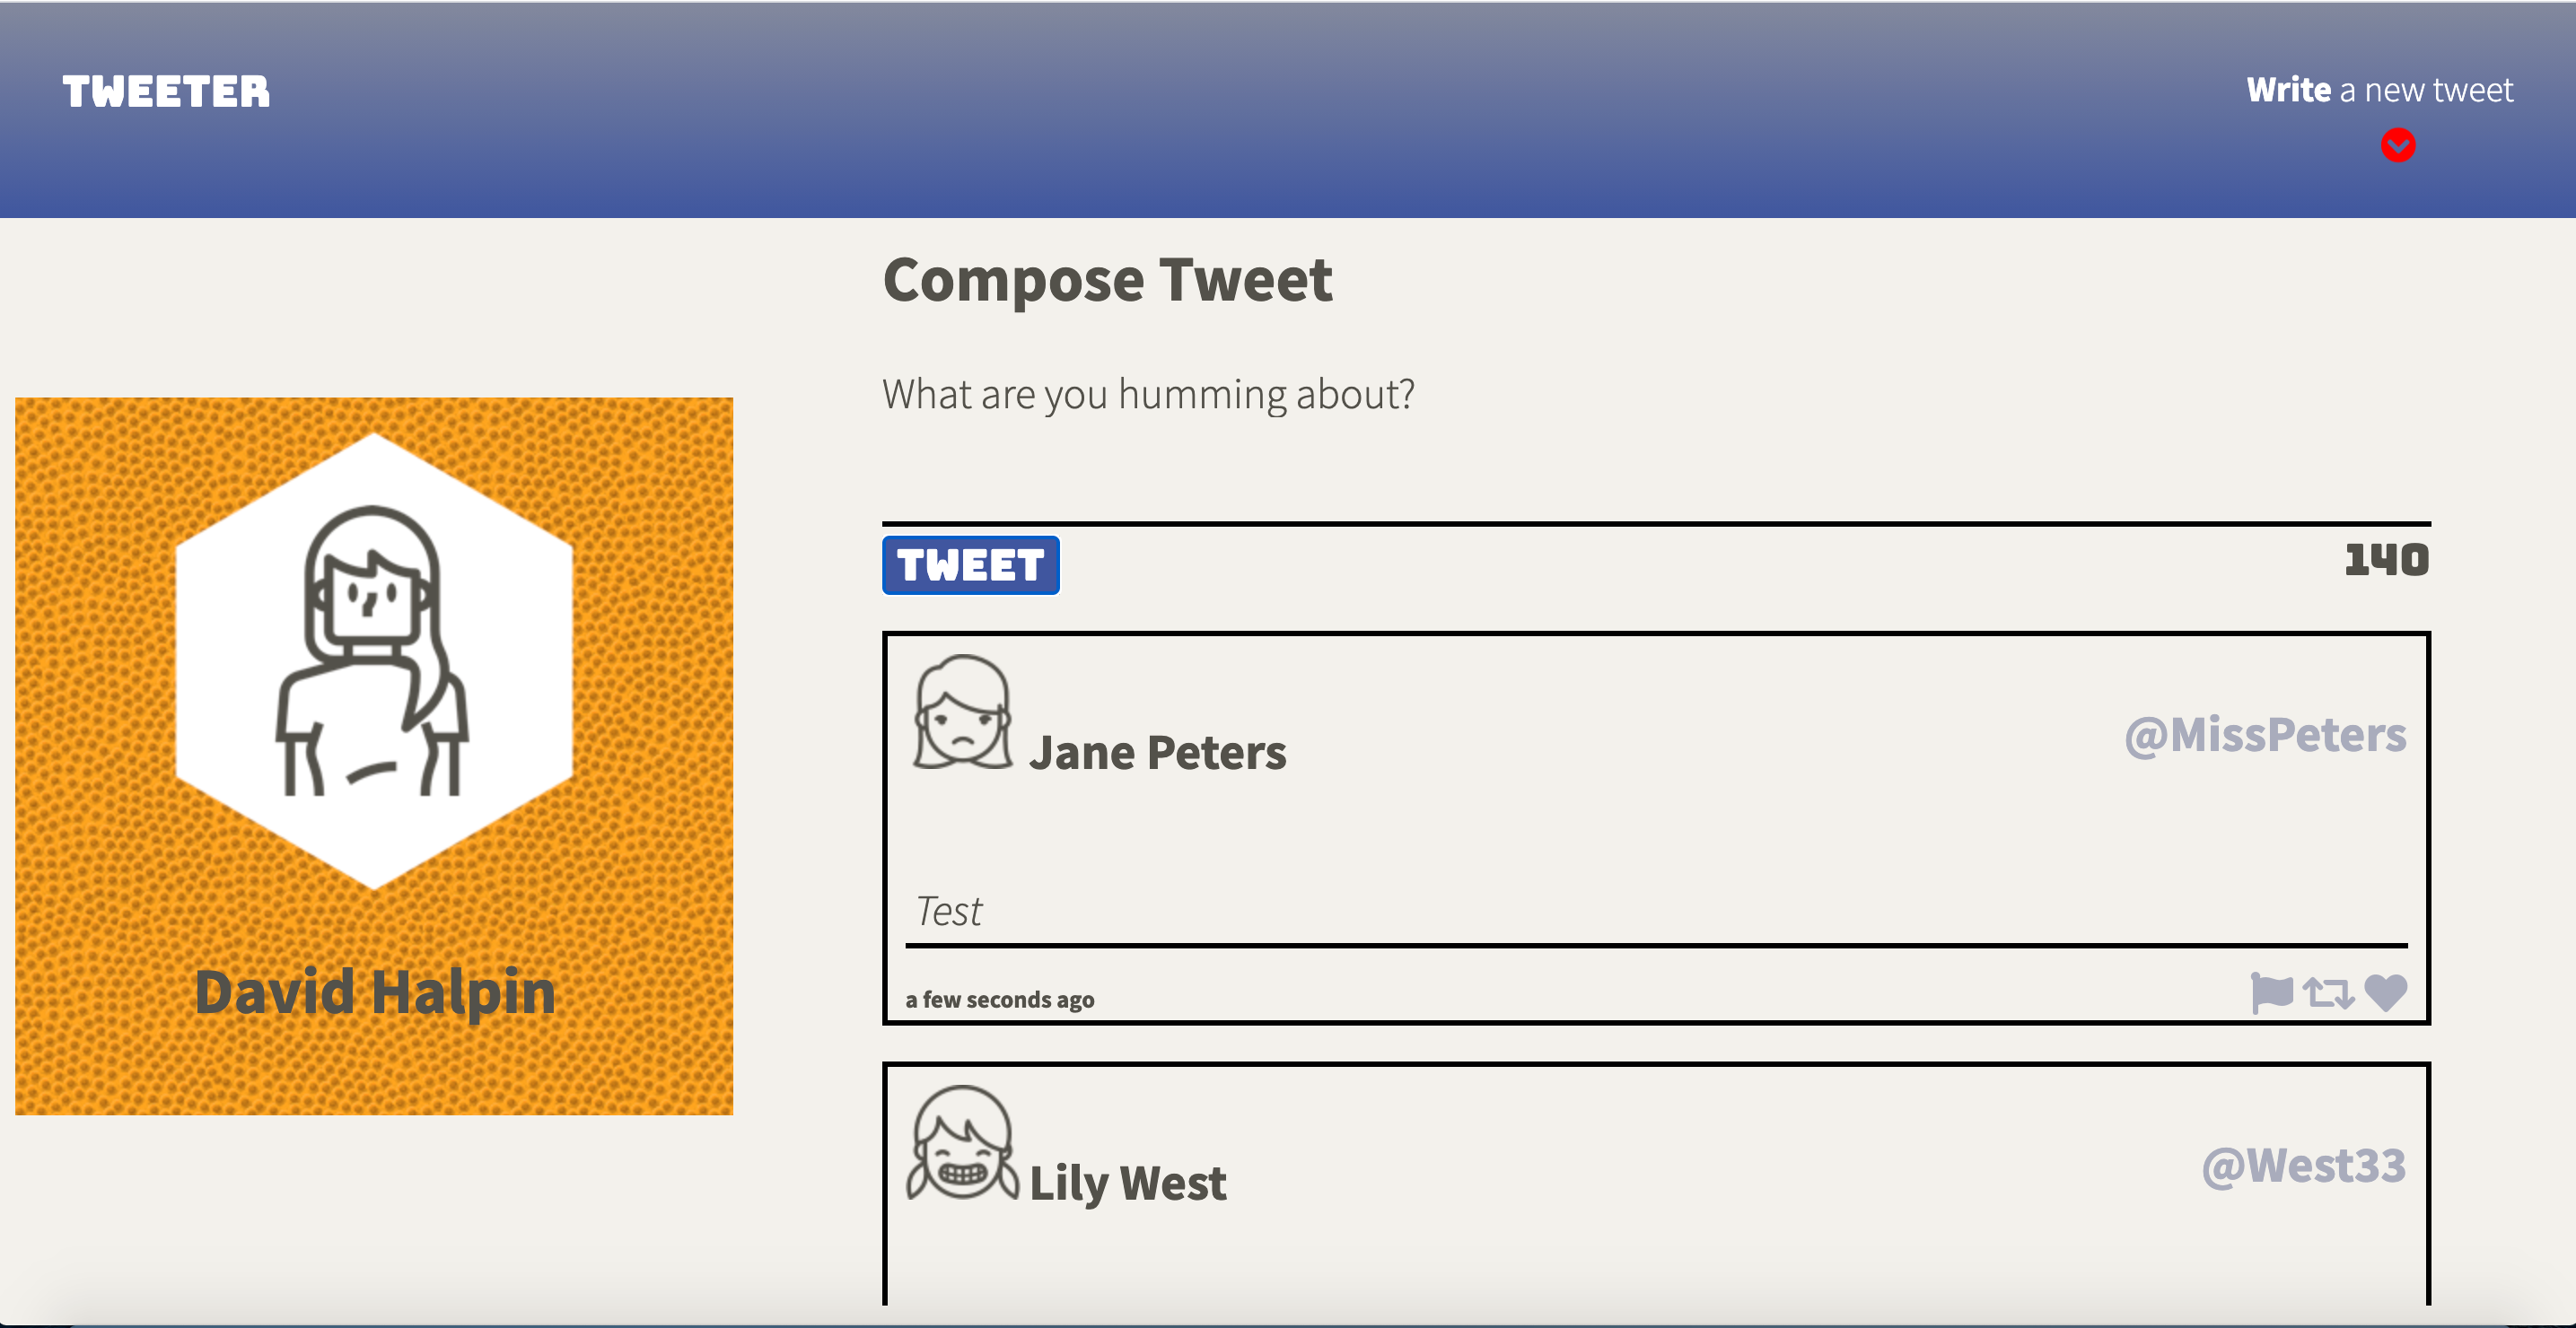 TWEETER
Write a new tweet
Compose Tweet
What are you humming about?
TWEET
140
David Halpin
Jane Peters
@MissPeters
Test
a few seconds ago
Lily West
@West33